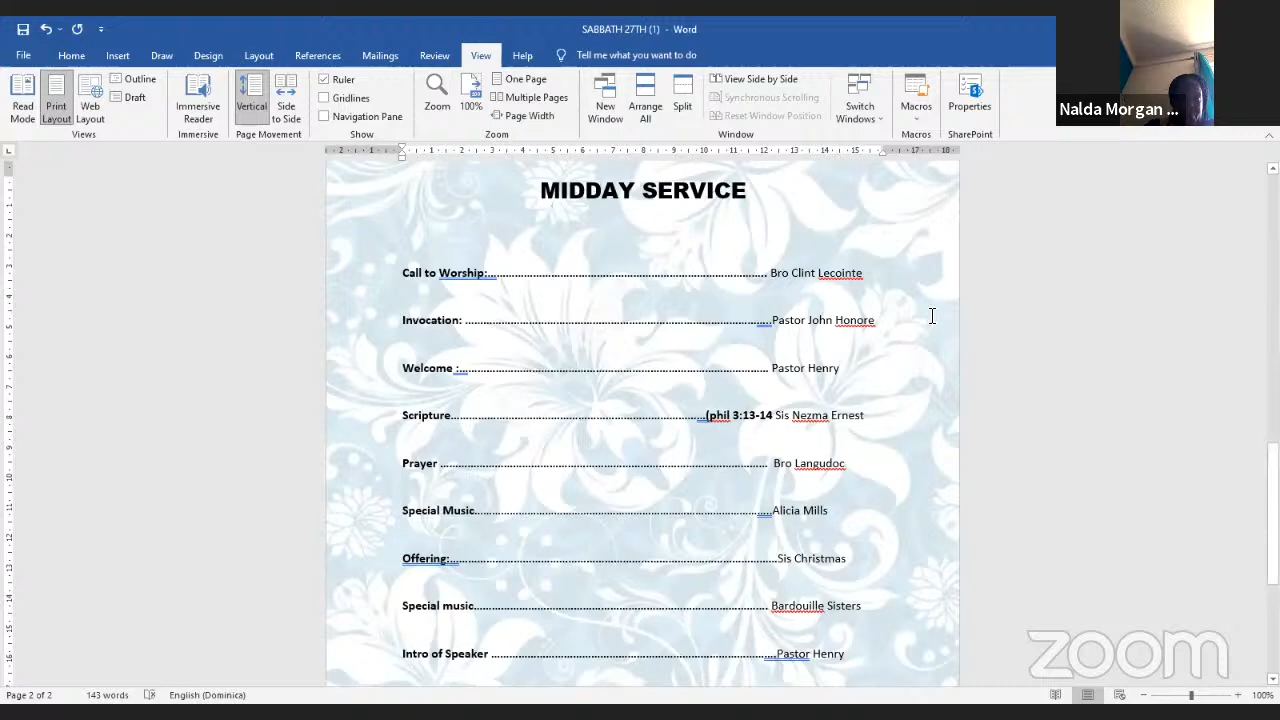 SABBATH 27TH (1) - Word
File Home Insert Draw Design Layout References Mailings Review View Help Tell me what you want to do
Read Mode
Print Layout
Web Layout
Outline
Draft
Views
Immersive Reader
Immersive
Vertical
Side to Side
Page Movement
Ruler
Gridlines
Navigation Pane
Show
Zoom
100%
One Page
Multiple Pages
Page Width
Zoom
New Window
Arrange All
Split
View Side by Side
Synchronous Scrolling
Reset Window Position
Window
Switch Windows
Macros
Macros
Properties
SharePoint
Nalda Morgan ...
MIDDAY SERVICE
Call to Worship:........................ Bro Clint Lecointe
Invocation: ........................Pastor John Honore
Welcome :........................ Pastor Henry
Scripture........................(phil 3:13-14 Sis Nezma Ernest
Prayer ........................ Bro Langudoc
Special Music........................Alicia Mills
Offering:........................Sis Christmas
Special music........................ Bardouille Sisters
Intro of Speaker ........................Pastor Henry
zoom
Page 2 of 2 143 words English (Dominica) 100%